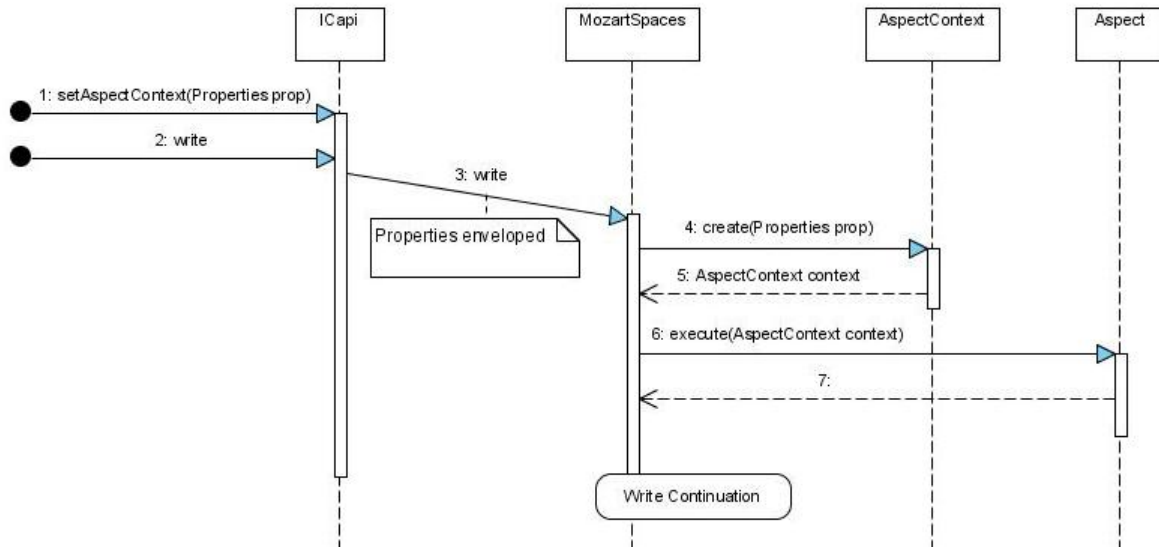 ICapi
MozartSpaces
AspectContext
Aspect
1: setAspectContext(Properties prop)
2: write
3: write
Properties enveloped
4: create(Properties prop)
5: AspectContext context
6: execute(AspectContext context)
7:
Write Continuation